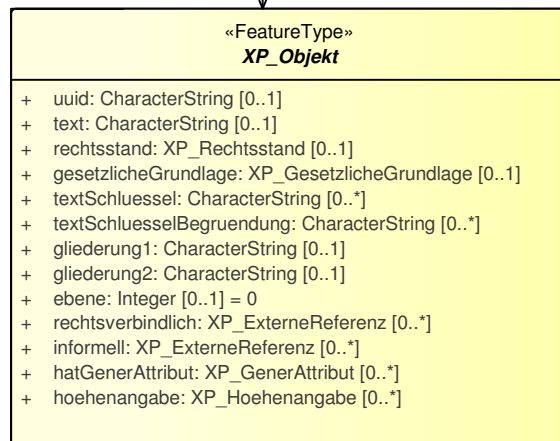 «FeatureType»
XP_Objekt
+ uuid: CharacterString [0..1]
+ text: CharacterString [0..1]
+ rechtsstand: XP_Rechtsstand [0..1]
+ gesetzlicheGrundlage: XP_GesetzlicheGrundlage [0..1]
+ textSchluessel: CharacterString [0..*]
+ textSchluesselBegruendung: CharacterString [0..*]
+ gliederung1: CharacterString [0..1]
+ gliederung2: CharacterString [0..1]
+ ebene: Integer [0..1] = 0
+ rechtsverbindlich: XP_ExterneReferenz [0..*]
+ informell: XP_ExterneReferenz [0..*]
+ hatGenerAttribut: XP_GenerAttribut [0..*]
+ hoehenangabe: XP_Hoehenangabe [0..*]